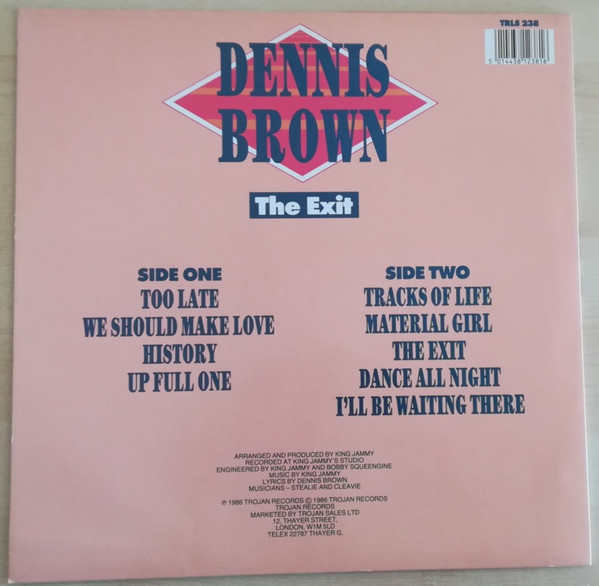 TRLS 238
5 014438 123816
DENNIS
BROWN
The Exit
SIDE ONE
TOO LATE
WE SHOULD MAKE LOVE
HISTORY
UP FULL ONE
SIDE TWO
TRACKS OF LIFE
MATERIAL GIRL
THE EXIT
DANCE ALL NIGHT
I'LL BE WAITING THERE
ARRANGED AND PRODUCED BY KING JAMMY
RECORDED AT KING JAMMY'S STUDIO
ENGINEERED BY KING JAMMY AND BOBBY SQUEENGINE
MUSIC BY KING JAMMY
LYRICS BY DENNIS BROWN
MUSICIANS – STEALIE AND CLEAVIE
℗ 1986 TROJAN RECORDS © 1986 TROJAN RECORDS
TROJAN RECORDS
MARKETED BY TROJAN SALES LTD
12, THAYER STREET,
LONDON, W1M 5LD
TELEX 22787 THAYER G.